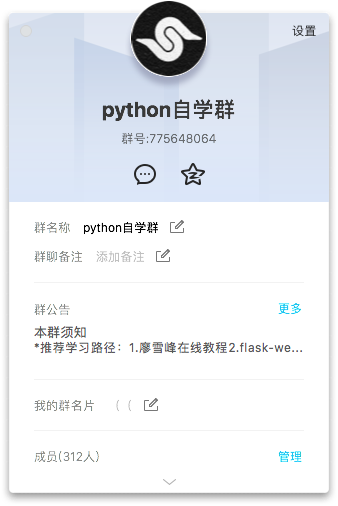 设置
python自学群
群号:775648064
群名称 python自学群
群聊备注 添加备注
群公告 更多
本群须知
*推荐学习路径：1.廖雪峰在线教程2.flask-we...
我的群名片 （（
成员(312人) 管理